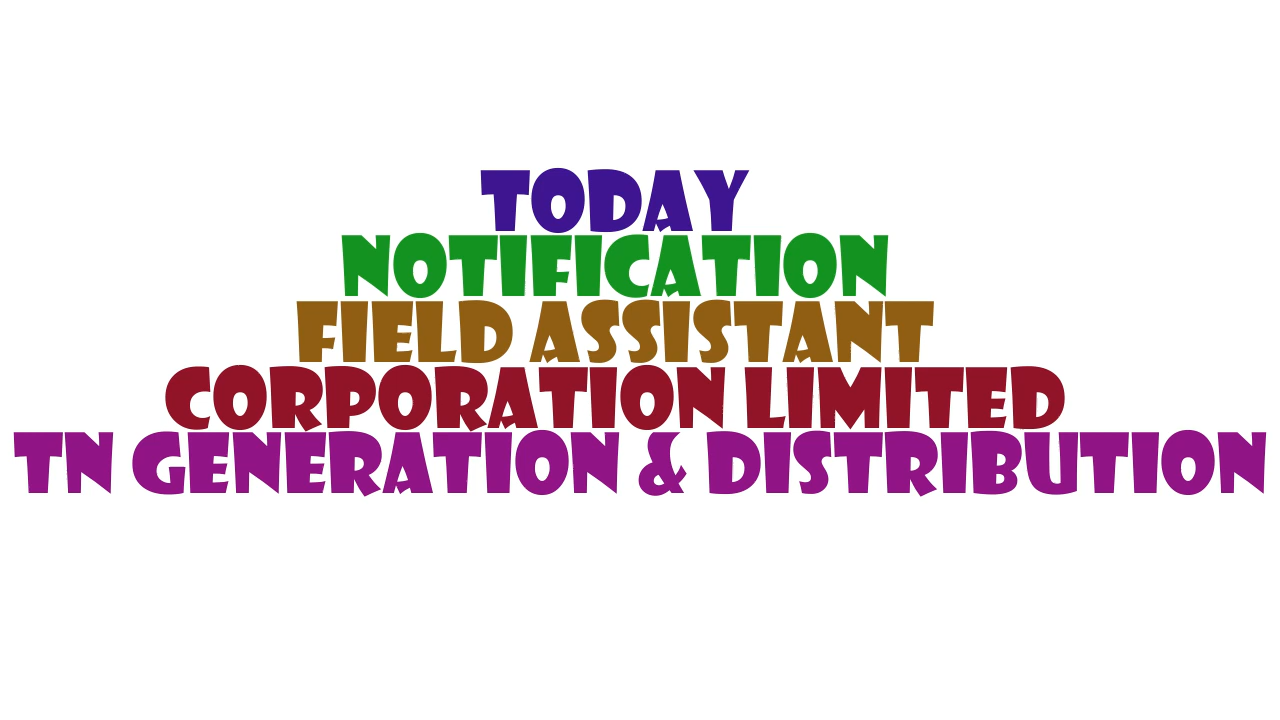 TODAY
NOTIFICATION
FIELD ASSISTANT
CORPORATION LIMITED
TN GENERATION & DISTRIBUTION